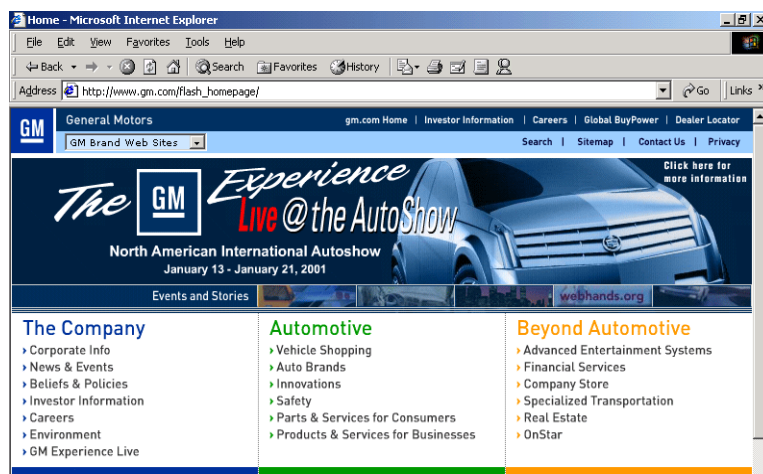 Home - Microsoft Internet Explorer
File Edit View Favorites Tools Help
Back Search Favorites History
Address http://www.gm.com/flash_homepage/ Go Links »
GM General Motors gm.com Home | Investor Information | Careers | Global BuyPower | Dealer Locator
GM Brand Web Sites Search | Sitemap | Contact Us | Privacy
Click here for
more information
The GM Experience
Live @ the AutoShow
North American
International Autoshow
January 13 - January 21, 2001
Events and Stories webhands.org
The Company
› Corporate Info
› News & Events
› Beliefs & Policies
› Investor Information
› Careers
› Environment
› GM Experience Live
Automotive
› Vehicle Shopping
› Auto Brands
› Innovations
› Safety
› Parts & Services for Consumers
› Products & Services for Businesses
Beyond Automotive
› Advanced Entertainment Systems
› Financial Services
› Company Store
› Specialized Transportation
› Real Estate
› OnStar